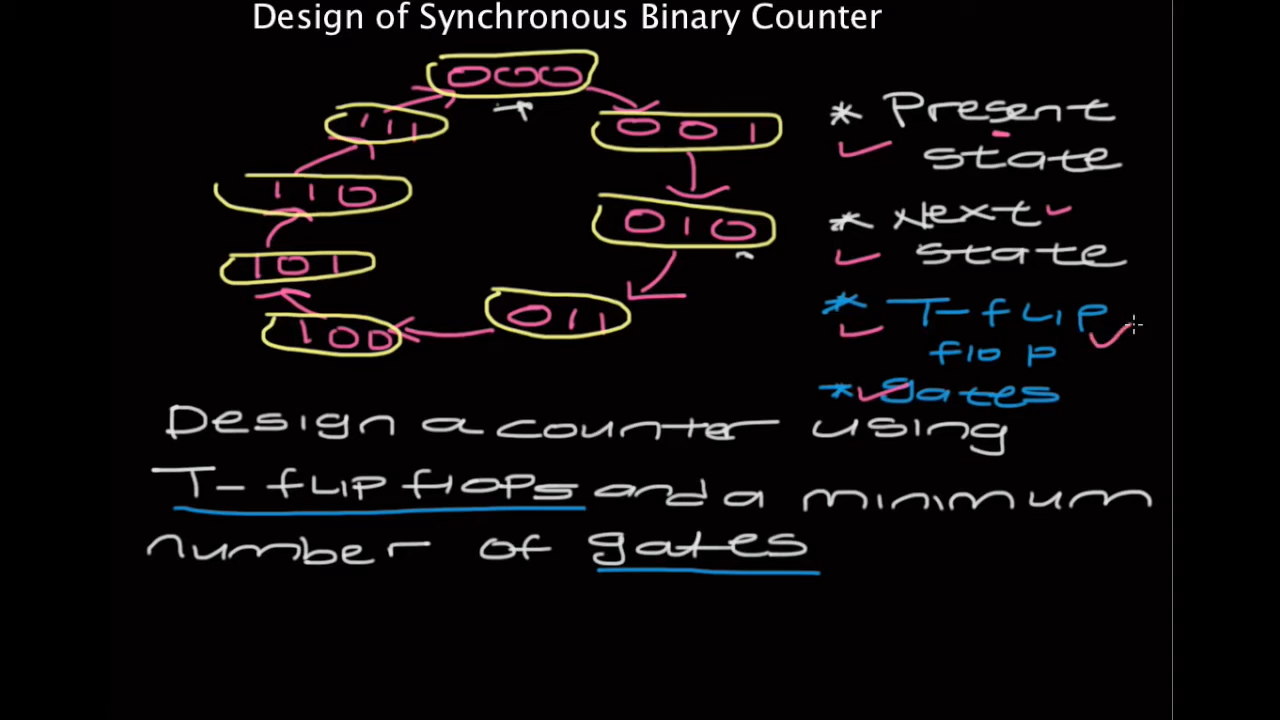 Design of Synchronous Binary Counter
000
111
001
110
010
101
011
100
* Present
state
* Next
state
* T-flip
flop
* gates
Design a counter using
T-flip flops and a minimum
number of gates